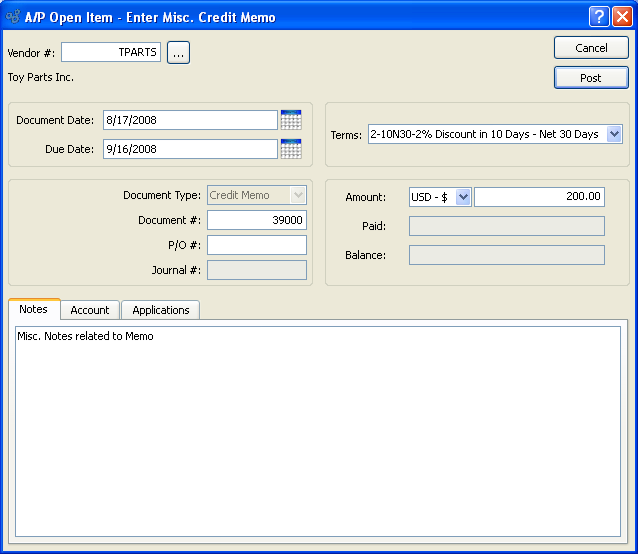 A/P Open Item - Enter Misc. Credit Memo
Vendor #: TPARTS ...
Cancel
Toy Parts Inc.
Post
Document Date: 8/17/2008
Due Date: 9/16/2008
Terms: 2-10N30-2% Discount in 10 Days - Net 30 Days
Document Type: Credit Memo
Document #: 39000
P/O #:
Journal #:
Amount: USD - $ 200.00
Paid:
Balance:
Notes Account Applications
Misc. Notes related to Memo